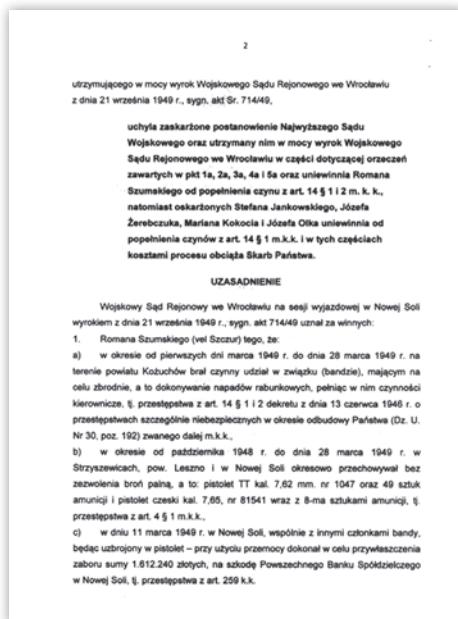 2
utrzymującego w mocy wyrok Wojskowego Sądu Rejonowego we Wrocławiu
z dnia 21 września 1949 r., sygn. akt Sr. 714/49,
uchyla zaskarżone postanowienie Najwyższego Sądu
Wojskowego oraz utrzymany nim w mocy wyrok Wojskowego
Sądu Rejonowego we Wrocławiu w części dotyczącej orzeczeń
zawartych w pkt 1a, 2a, 3a, 4a i 5a oraz uniewinnia Romana
Szumskiego od popełnienia czynu z art. 14 § 1 i 2 m. k. k.,
natomiast oskarżonych Stefana Jankowskiego, Józefa
Żerebczuka, Mariana Kokocia i Józefa Olka uniewinnia od
popełnienia czynów z art. 14 § 1 m.k.k. i w tych częściach
kosztami procesu obciąża Skarb Państwa.
UZASADNIENIE
Wojskowy Sąd Rejonowy we Wrocławiu na sesji wyjazdowej w Nowej Soli
wyrokiem z dnia 21 września 1949 r., sygn. akt 714/49 uznał za winnych:
1. Romana Szumskiego (vel Szczur) tego, że:
a) w okresie od pierwszych dni marca 1949 r. do dnia 28 marca 1949 r. na
terenie powiatu Kożuchów brał czynny udział w związku (bandzie), mającym na
celu zbrodnie, a to dokonywanie napadów rabunkowych, pełniąc w nim czynności
kierownicze, tj. przestępstwa z art. 14 § 1 i 2 dekretu z dnia 13 czerwca 1946 r. o
przestępstwach szczególnie niebezpiecznych w okresie odbudowy Państwa (Dz. U.
Nr 30, poz. 192) zwanego dalej m.k.k.,
b) w okresie od października 1948 r. do dnia 28 marca 1949 r. w
Strzyszewicach, pow. Leszno i w Nowej Soli okresowo przechowywał bez
zezwolenia broń palną, a to: pistolet TT kal. 7,62 mm. nr 1047 oraz 49 sztuk
amunicji i pistolet czeski kal. 7,65, nr 81541 wraz z 8-ma sztukami amunicji, tj.
przestępstwa z art. 4 § 1 m.k.k.,
c) w dniu 11 marca 1949 r. w Nowej Soli, wspólnie z innymi członkami bandy,
będąc uzbrojony w pistolet – przy użyciu przemocy dokonał w celu przywłaszczenia
zaboru sumy 1.612.240 złotych, na szkodę Powszechnego Banku Spółdzielczego
w Nowej Soli, tj. przestępstwa z art. 259 k.k.